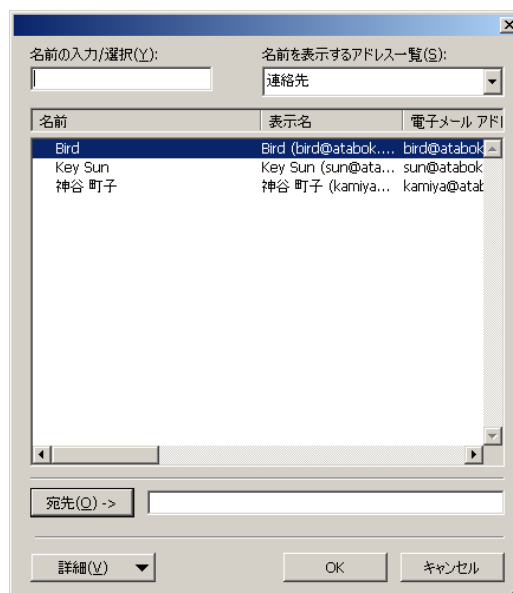 名前の入力/選択(Y):
名前を表示するアドレス一覧(S):
連絡先
名前 表示名 電子メール アド
Bird Bird (bird@atabok.... bird@atabok
Key Sun Key Sun (sun@ata... sun@atabok
神谷 町子 神谷 町子 (kamiya... kamiya@atab
宛先(O) ->
詳細(V) OK キャンセル